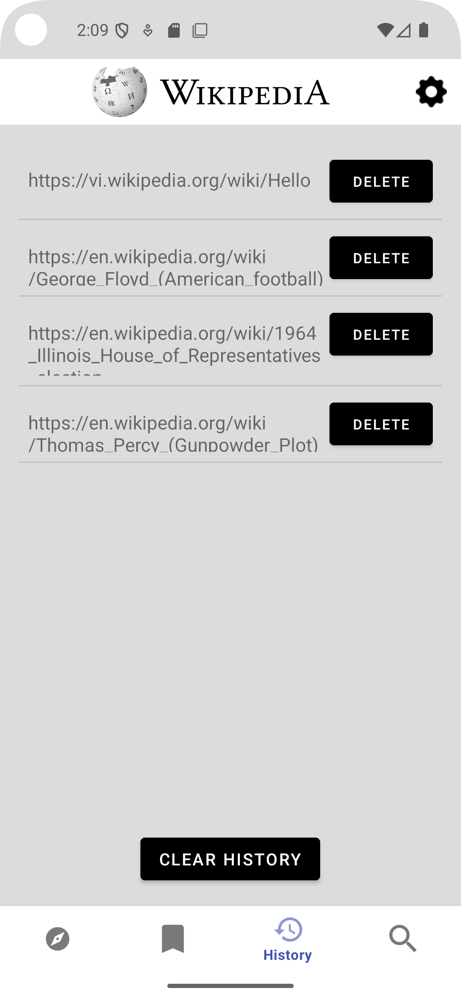 2:09
WIKIPEDIA
https://vi.wikipedia.org/wiki/Hello
DELETE
https://en.wikipedia.org/wiki
/George_Floyd_(American_football)
DELETE
https://en.wikipedia.org/wiki/1964
_Illinois_House_of_Representatives
_election
DELETE
https://en.wikipedia.org/wiki
/Thomas_Percy_(Gunpowder_Plot)
DELETE
CLEAR HISTORY
History